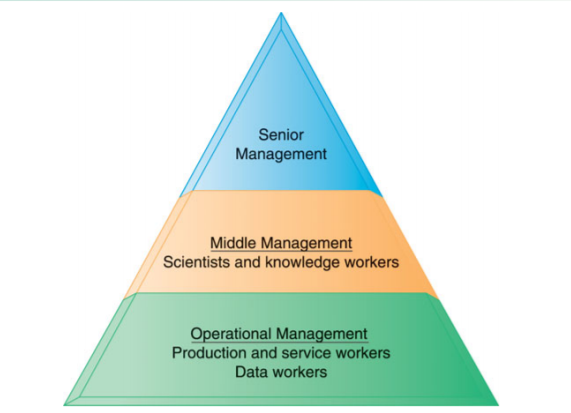 Senior
Management
Middle Management
Scientists and knowledge workers
Operational Management
Production and service workers
Data workers